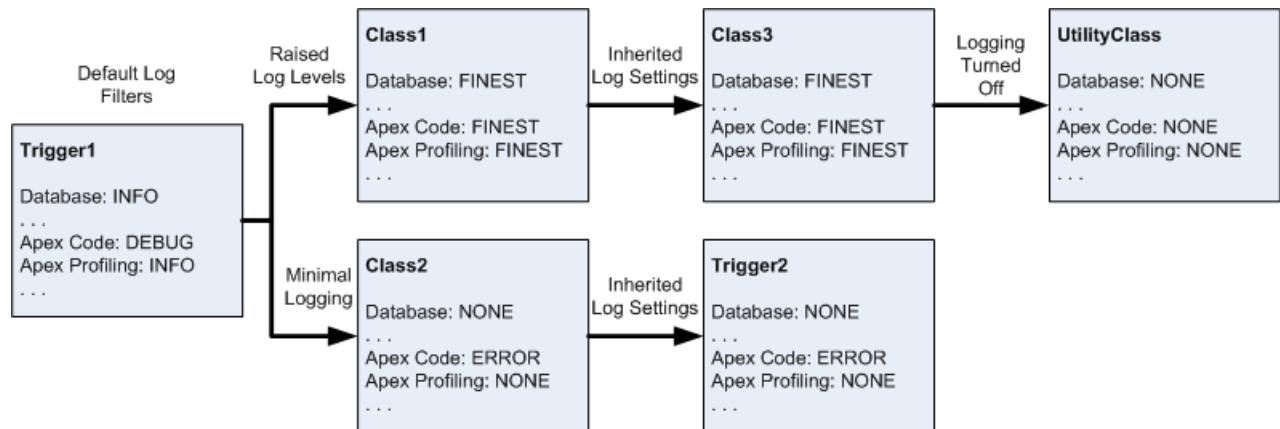 Default Log
Filters
Trigger1
Database: INFO
. . .
Apex Code: DEBUG
Apex Profiling: INFO
. . .
Raised
Log Levels
Class1
Database: FINEST
. . .
Apex Code: FINEST
Apex Profiling: FINEST
. . .
Inherited
Log Settings
Class3
Database: FINEST
. . .
Apex Code: FINEST
Apex Profiling: FINEST
. . .
Logging
Turned
Off
UtilityClass
Database: NONE
. . .
Apex Code: NONE
Apex Profiling: NONE
. . .
Minimal
Logging
Class2
Database: NONE
. . .
Apex Code: ERROR
Apex Profiling: NONE
. . .
Inherited
Log Settings
Trigger2
Database: NONE
. . .
Apex Code: ERROR
Apex Profiling: NONE
. . .